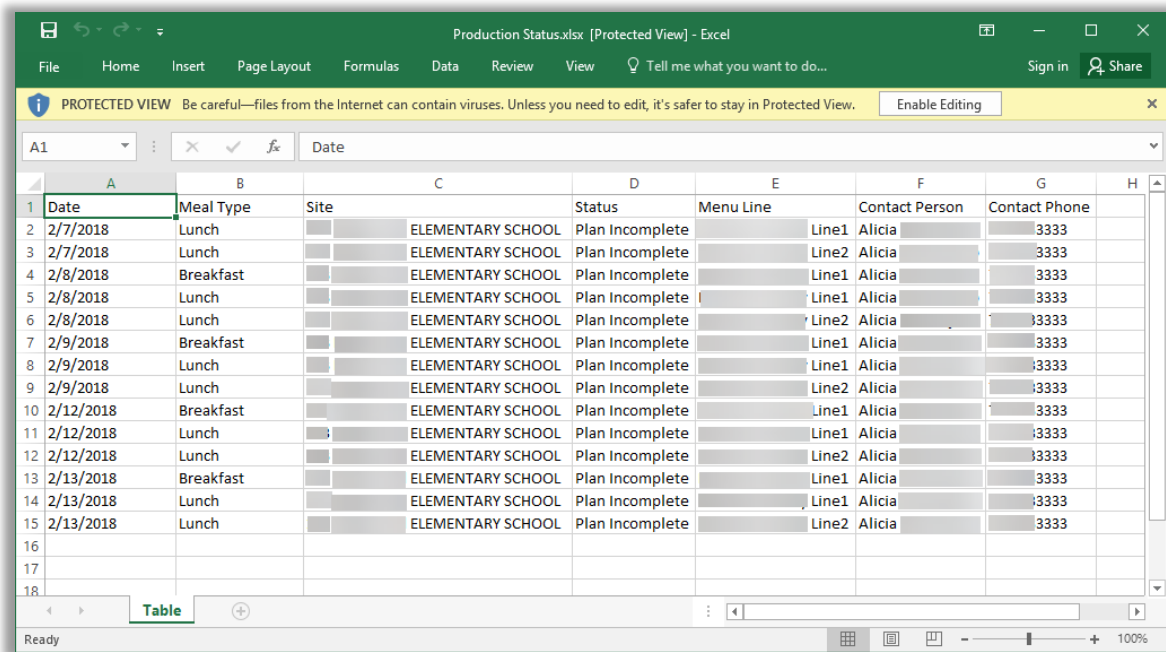 Production Status.xlsx [Protected View] - Excel
File Home Insert Page Layout Formulas Data Review View Tell me what you want to do... Sign in Share
PROTECTED VIEW Be careful—files from the Internet can contain viruses. Unless you need to edit, it's safer to stay in Protected View. Enable Editing
A1 fx Date
A B C D E F G H
1 Date Meal Type Site Status Menu Line Contact Person Contact Phone
2 2/7/2018 Lunch ELEMENTARY SCHOOL Plan Incomplete Line1 Alicia 3333
3 2/7/2018 Lunch ELEMENTARY SCHOOL Plan Incomplete Line2 Alicia 3333
4 2/8/2018 Breakfast ELEMENTARY SCHOOL Plan Incomplete Line1 Alicia 3333
5 2/8/2018 Lunch ELEMENTARY SCHOOL Plan Incomplete Line1 Alicia 3333
6 2/8/2018 Lunch ELEMENTARY SCHOOL Plan Incomplete Line2 Alicia 3333
7 2/9/2018 Breakfast ELEMENTARY SCHOOL Plan Incomplete Line1 Alicia 3333
8 2/9/2018 Lunch ELEMENTARY SCHOOL Plan Incomplete Line1 Alicia 3333
9 2/9/2018 Lunch ELEMENTARY SCHOOL Plan Incomplete Line2 Alicia 3333
10 2/12/2018 Breakfast ELEMENTARY SCHOOL Plan Incomplete Line1 Alicia 3333
11 2/12/2018 Lunch ELEMENTARY SCHOOL Plan Incomplete Line1 Alicia 3333
12 2/12/2018 Lunch ELEMENTARY SCHOOL Plan Incomplete Line2 Alicia 3333
13 2/13/2018 Breakfast ELEMENTARY SCHOOL Plan Incomplete Line1 Alicia 3333
14 2/13/2018 Lunch ELEMENTARY SCHOOL Plan Incomplete Line1 Alicia 3333
15 2/13/2018 Lunch ELEMENTARY SCHOOL Plan Incomplete Line2 Alicia 3333
16
17
18
Table
Ready 100%